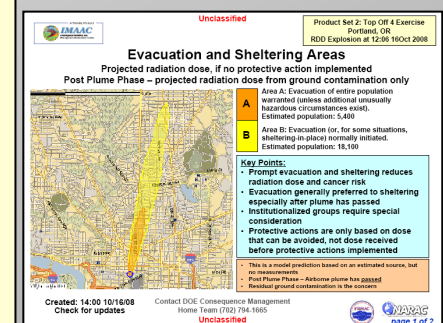 Unclassified
IMAAC
Product Set 2: Top Off 4 Exercise
Portland, OR
RDD Explosion at 12:06 16Oct 2008
Evacuation and Sheltering Areas
Projected radiation dose, if no protective action implemented
Post Plume Phase – projected radiation dose from ground contamination only
A
Area A: Evacuation of entire population
warranted (unless additional unusually
hazardous circumstances exist).
Estimated population: 5,400
B
Area B: Evacuation (or, for some situations,
sheltering-in-place) normally initiated.
Estimated population: 18,100
Key Points:
• Prompt evacuation and sheltering reduces
radiation dose and cancer risk
• Evacuation generally preferred to sheltering
especially after plume has passed
• Institutionalized groups require special
consideration
• Protective actions are only based on dose
that can be avoided, not dose received
before protective actions implemented
• This is a model prediction based on an estimated source, but
no measurements
• Post Plume Phase – Airborne plume has passed
• Residual ground contamination is the concern
Created: 14:00 10/16/08
Check for updates
Contact DOE Consequence Management
Home Team (702) 794-1665
Unclassified
NARAC
page 1 of 2